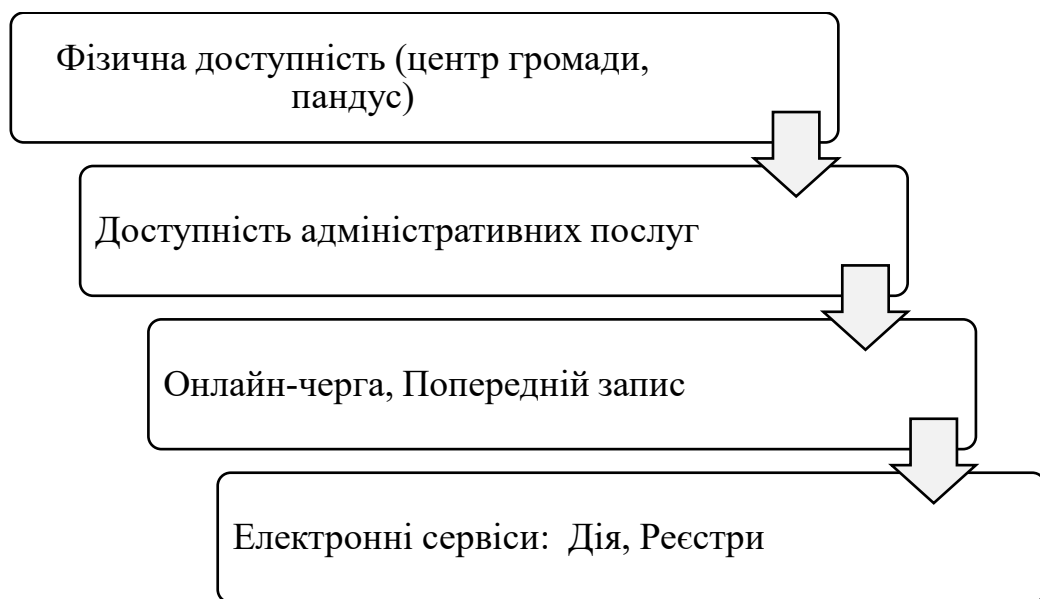 Фізична доступність (центр громади,
пандус)
Доступність адміністративних послуг
Онлайн-черга, Попередній запис
Електронні сервіси:  Дія, Реєстри